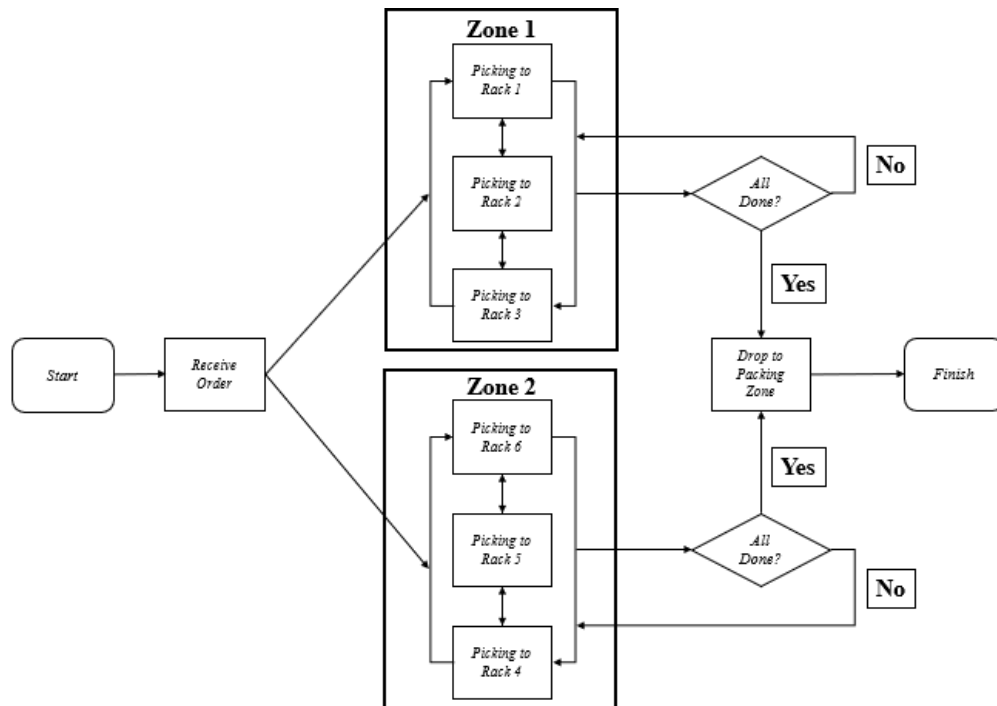 Zone 1
Picking to
Rack 1
Picking to
Rack 2
Picking to
Rack 3
All
Done?
No
Yes
Start
Receive
Order
Drop to
Packing
Zone
Finish
Zone 2
Picking to
Rack 6
Picking to
Rack 5
Picking to
Rack 4
Yes
All
Done?
No